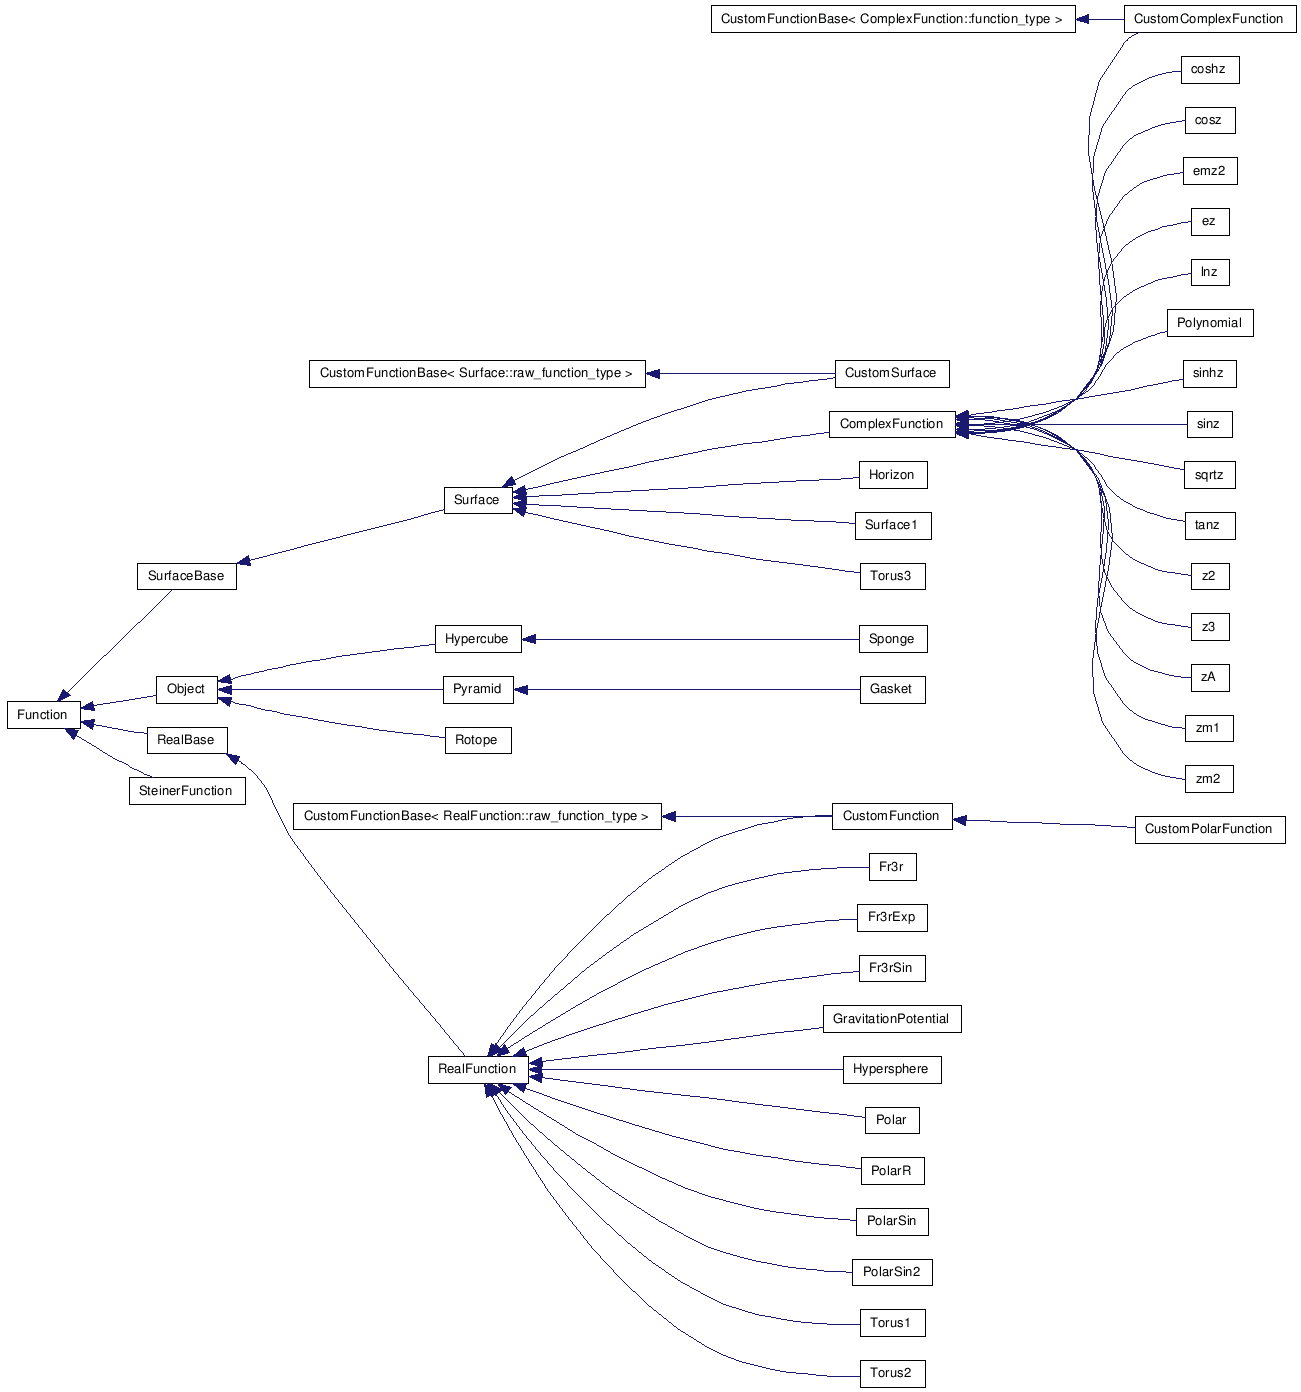 CustomFunctionBase< ComplexFunction::function_type >
CustomComplexFunction
coshz
cosz
emz2
ez
lnz
Polynomial
CustomFunctionBase< Surface::raw_function_type >
CustomSurface
sinhz
ComplexFunction
sinz
Horizon
sqrtz
Surface
Surface1
tanz
SurfaceBase
Torus3
z2
Hypercube
Sponge
z3
Object
Pyramid
Gasket
zA
Function
RealBase
Rotope
zm1
SteinerFunction
zm2
CustomFunctionBase< RealFunction::raw_function_type >
CustomFunction
CustomPolarFunction
Fr3r
Fr3rExp
Fr3rSin
GravitationPotential
RealFunction
Hypersphere
Polar
PolarR
PolarSin
PolarSin2
Torus1
Torus2